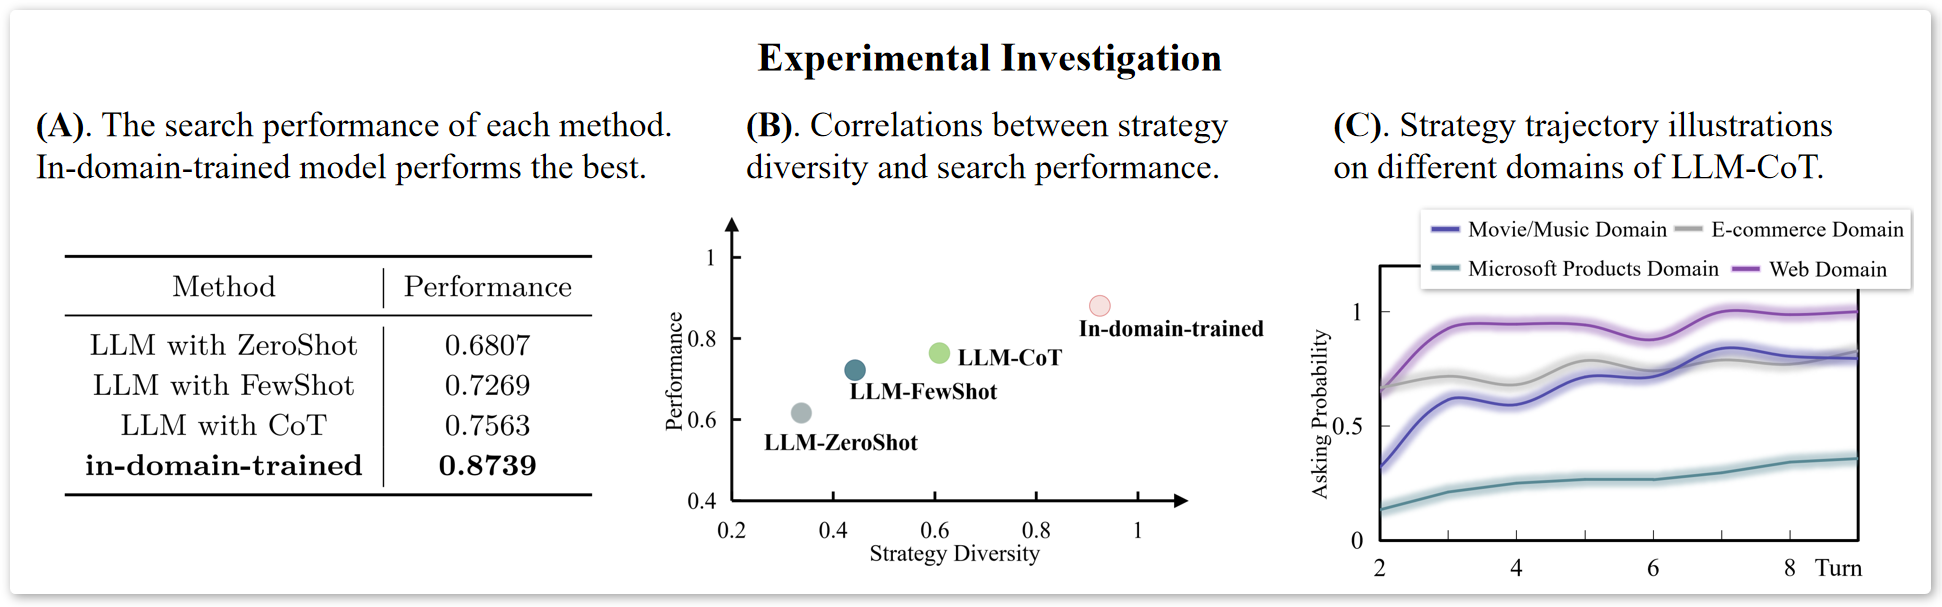 Experimental Investigation
(A). The search performance of each method.
In-domain-trained model performs the best.
Method Performance
LLM with ZeroShot 0.6807
LLM with FewShot 0.7269
LLM with CoT 0.7563
in-domain-trained 0.8739
(B). Correlations between strategy
diversity and search performance.
Performance
1
0.8
0.6
0.4
0.2 0.4 0.6 0.8 1
Strategy Diversity
In-domain-trained
LLM-CoT
LLM-FewShot
LLM-ZeroShot
(C). Strategy trajectory illustrations
on different domains of LLM-CoT.
Movie/Music Domain E-commerce Domain
Microsoft Products Domain Web Domain
Asking Probability
1
0.5
0
2 4 6 8 Turn